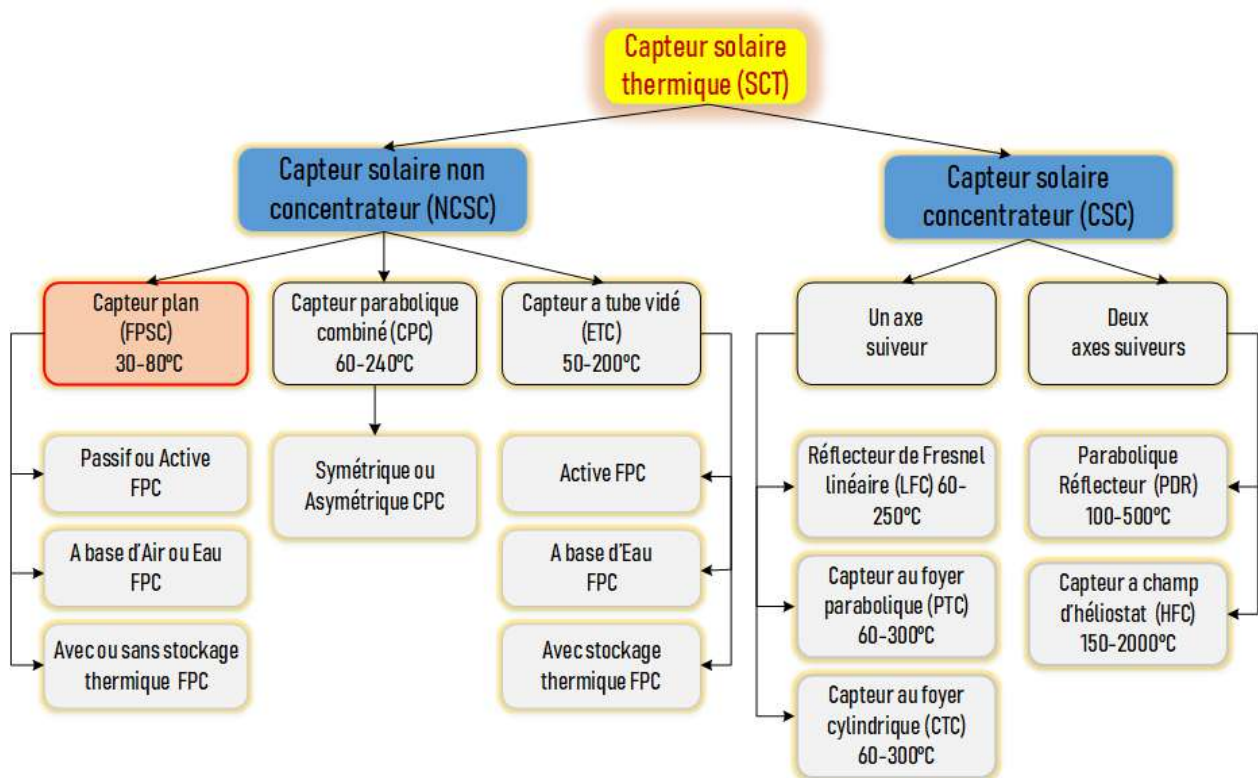 Capteur solaire
thermique (SCT)
Capteur solaire non
concentrateur (NCSC)
Capteur solaire
concentrateur (CSC)
Capteur plan
(FPSC)
30-80°C
Capteur parabolique
combiné (CPC)
60-240°C
Capteur a tube vidé
(ETC)
50-200°C
Un axe
suiveur
Deux
axes suiveurs
Passif ou Active
FPC
Symétrique ou
Asymétrique CPC
Active FPC
Réflecteur de Fresnel
linéaire (LFC) 60-
250°C
Parabolique
Réflecteur (PDR)
100-500°C
A base d'Air ou Eau
FPC
A base d'Eau
FPC
Capteur au foyer
parabolique (PTC)
60-300°C
Capteur a champ
d'héliostat (HFC)
150-2000°C
Avec ou sans stockage
thermique FPC
Avec stockage
thermique FPC
Capteur au foyer
cylindrique (CTC)
60-300°C